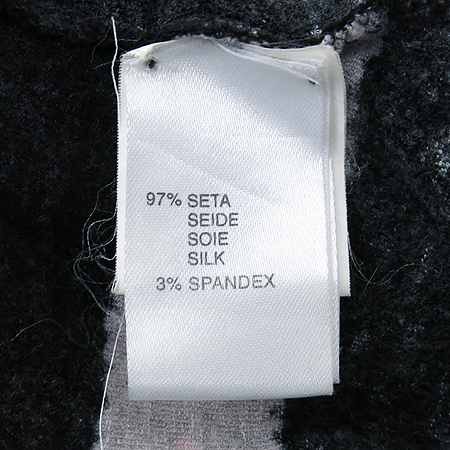 97% SETA
SEIDE
SOIE
SILK
3% SPANDEX